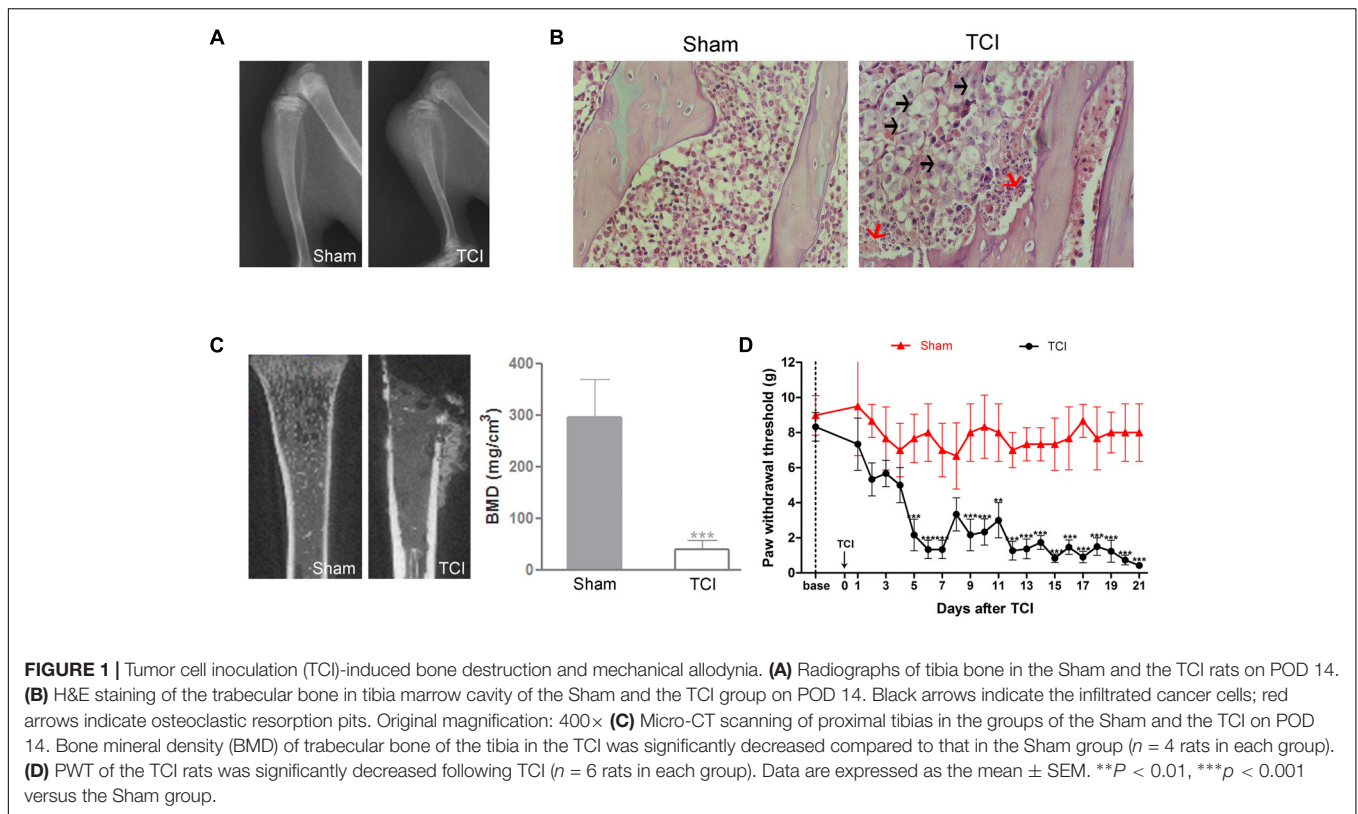 A
Sham
TCI
B
Sham
TCI
C
Sham
TCI
BMD (mg/cm³)
400
300
200
100
0
***
Sham
TCI
D
Sham
TCI
Paw withdrawal threshold (g)
12
10
8
6
4
2
0
TCI
***
******
***
***
**
***
***
***
***
***
***
***
***
***
***
base
0 1 3 5 7 9 11 13 15 17 19 21
Days after TCI
FIGURE 1 | Tumor cell inoculation (TCI)-induced bone destruction and mechanical allodynia. (A) Radiographs of tibia bone in the Sham and the TCI rats on POD 14.
(B) H&E staining of the trabecular bone in tibia marrow cavity of the Sham and the TCI group on POD 14. Black arrows indicate the infiltrated cancer cells; red
arrows indicate osteoclastic resorption pits. Original magnification: 400× (C) Micro-CT scanning of proximal tibias in the groups of the Sham and the TCI on POD
14. Bone mineral density (BMD) of trabecular bone of the tibia in the TCI was significantly decreased compared to that in the Sham group (n = 4 rats in each group).
(D) PWT of the TCI rats was significantly decreased following TCI (n = 6 rats in each group). Data are expressed as the mean ± SEM. **P < 0.01, ***p < 0.001
versus the Sham group.